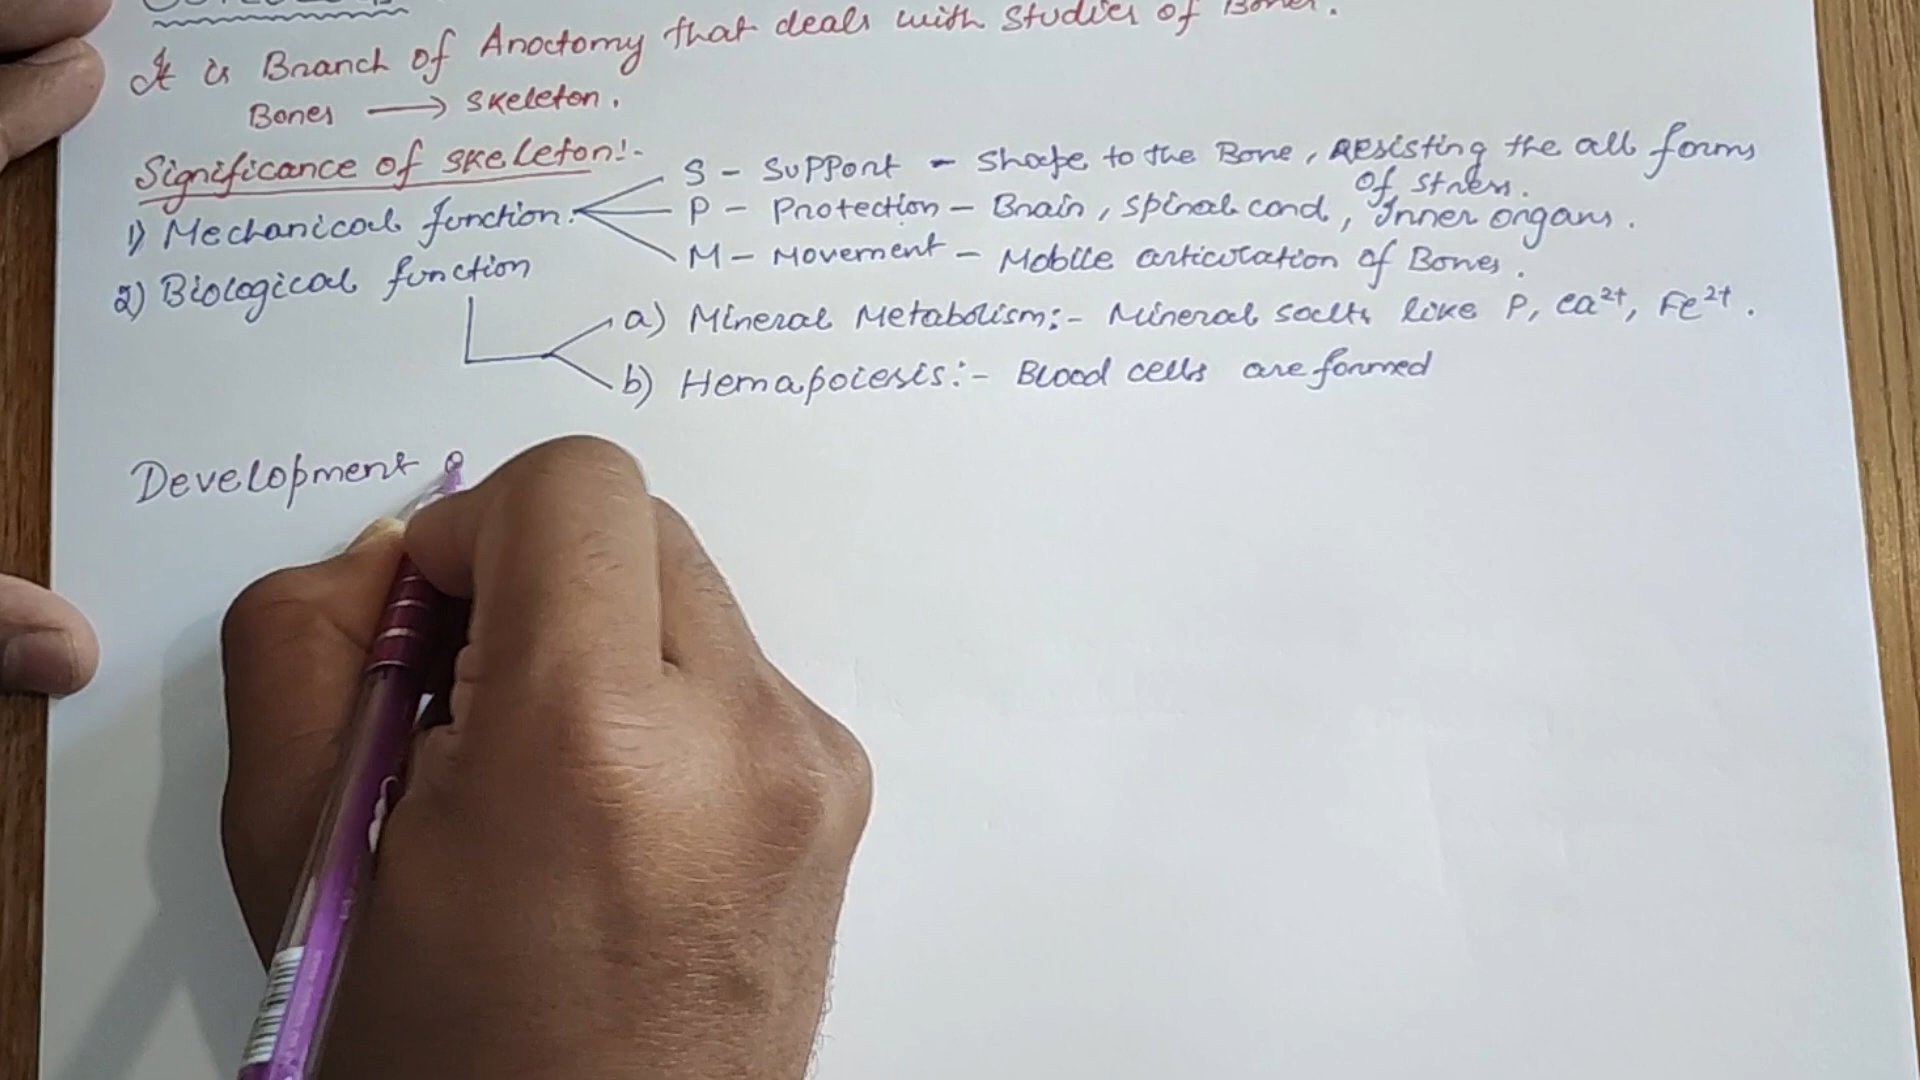 It is Branch of Anoctomy that deals with studies of Bones.
Bones → skeleton.
Significance of skeleton:-
1) Mechanical function:
S - Support - Shape to the Bone, resisting the all forms of stress.
P - Protection - Brain, spinal cord, Inner organs.
M - Movement - Mobile articulation of Bones.
2) Biological function
a) Mineral Metabolism:- Mineral salts like P, Ca²⁺, Fe²⁺.
b) Hemapoiesis:- Blood cells are formed
Development o